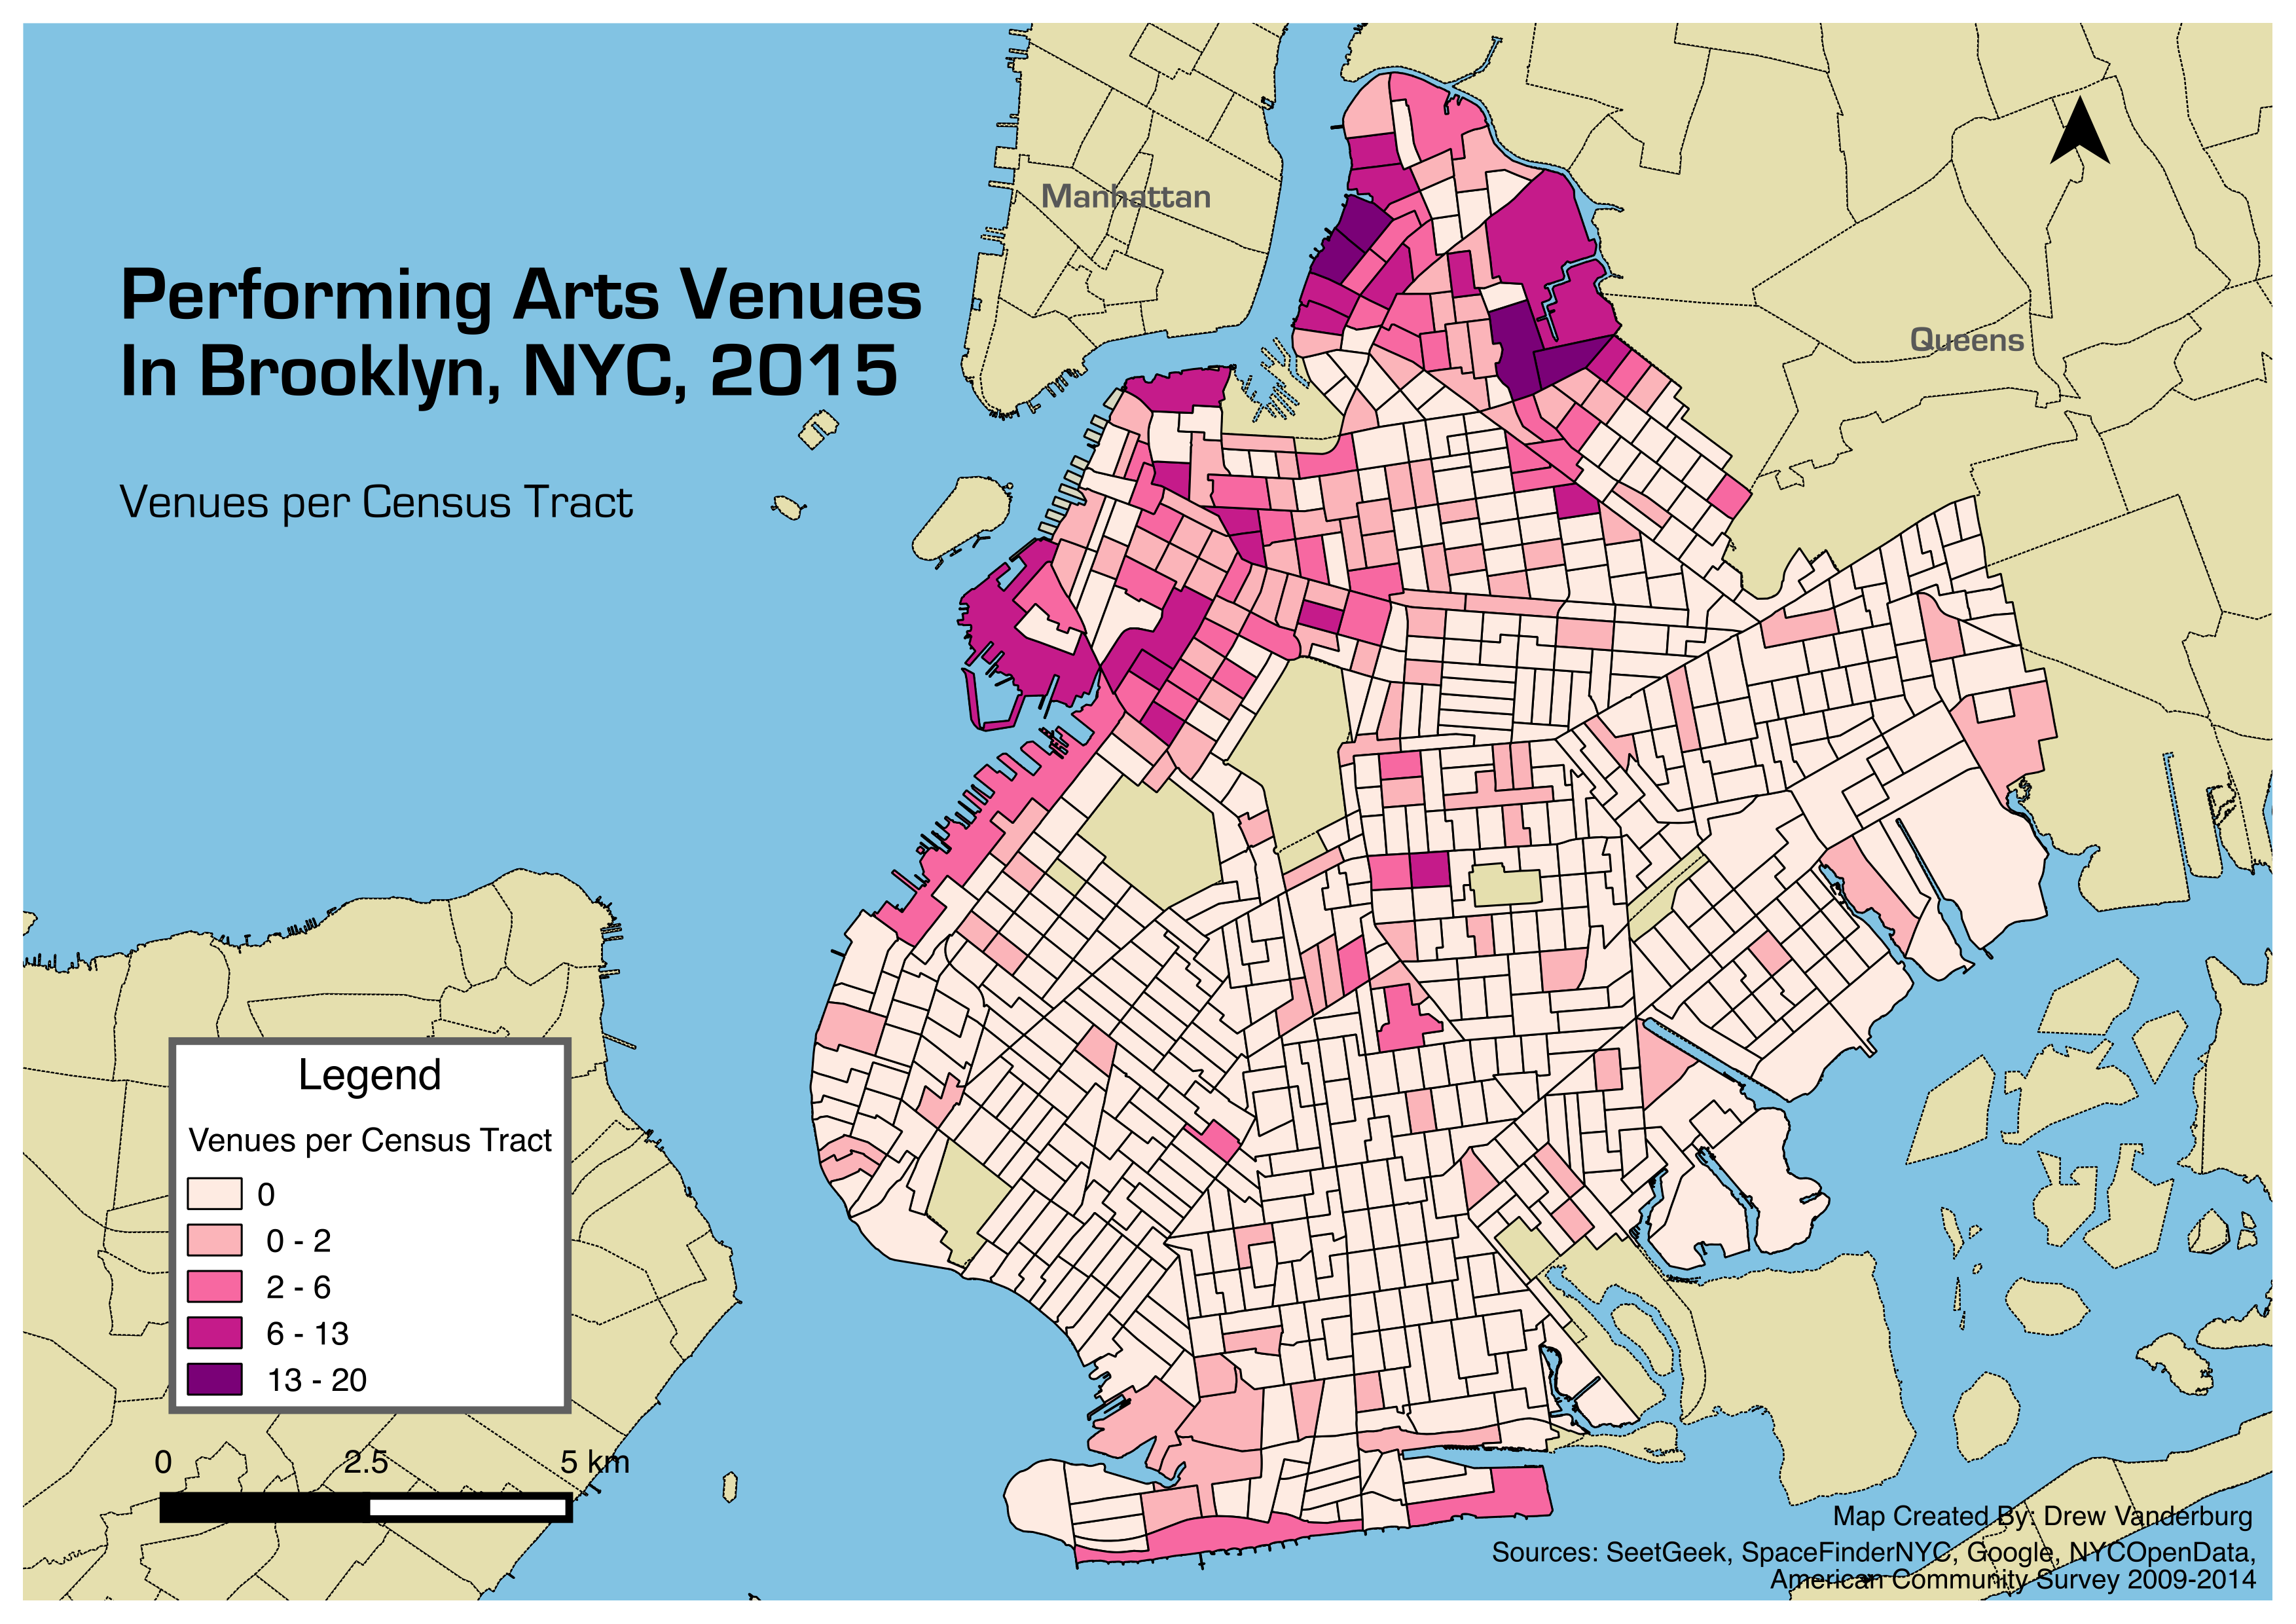 Manhattan
Queens
Performing Arts Venues
In Brooklyn, NYC, 2015
Venues per Census Tract
Legend
Venues per Census Tract
0
0 - 2
2 - 6
6 - 13
13 - 20
0 2.5 5 km
Map Created By: Drew Vanderburg
Sources: SeetGeek, SpaceFinderNYC, Google, NYCOpenData,
American Community Survey 2009-2014